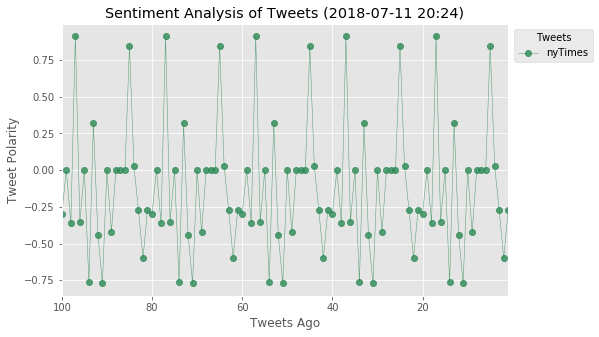 Sentiment Analysis of Tweets (2018-07-11 20:24)
Tweets
nyTimes
Tweet Polarity
0.75
0.50
0.25
0.00
−0.25
−0.50
−0.75
100
80
60
40
20
Tweets Ago